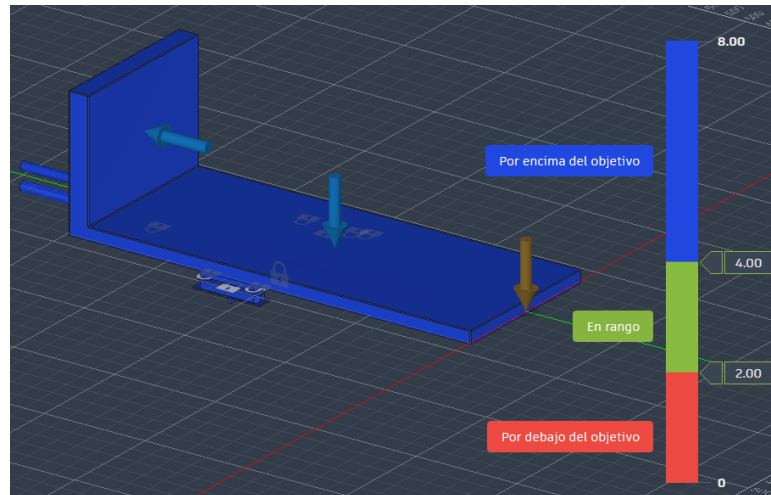 8.00
Por encima del objetivo
4.00
En rango
2.00
Por debajo del objetivo
0